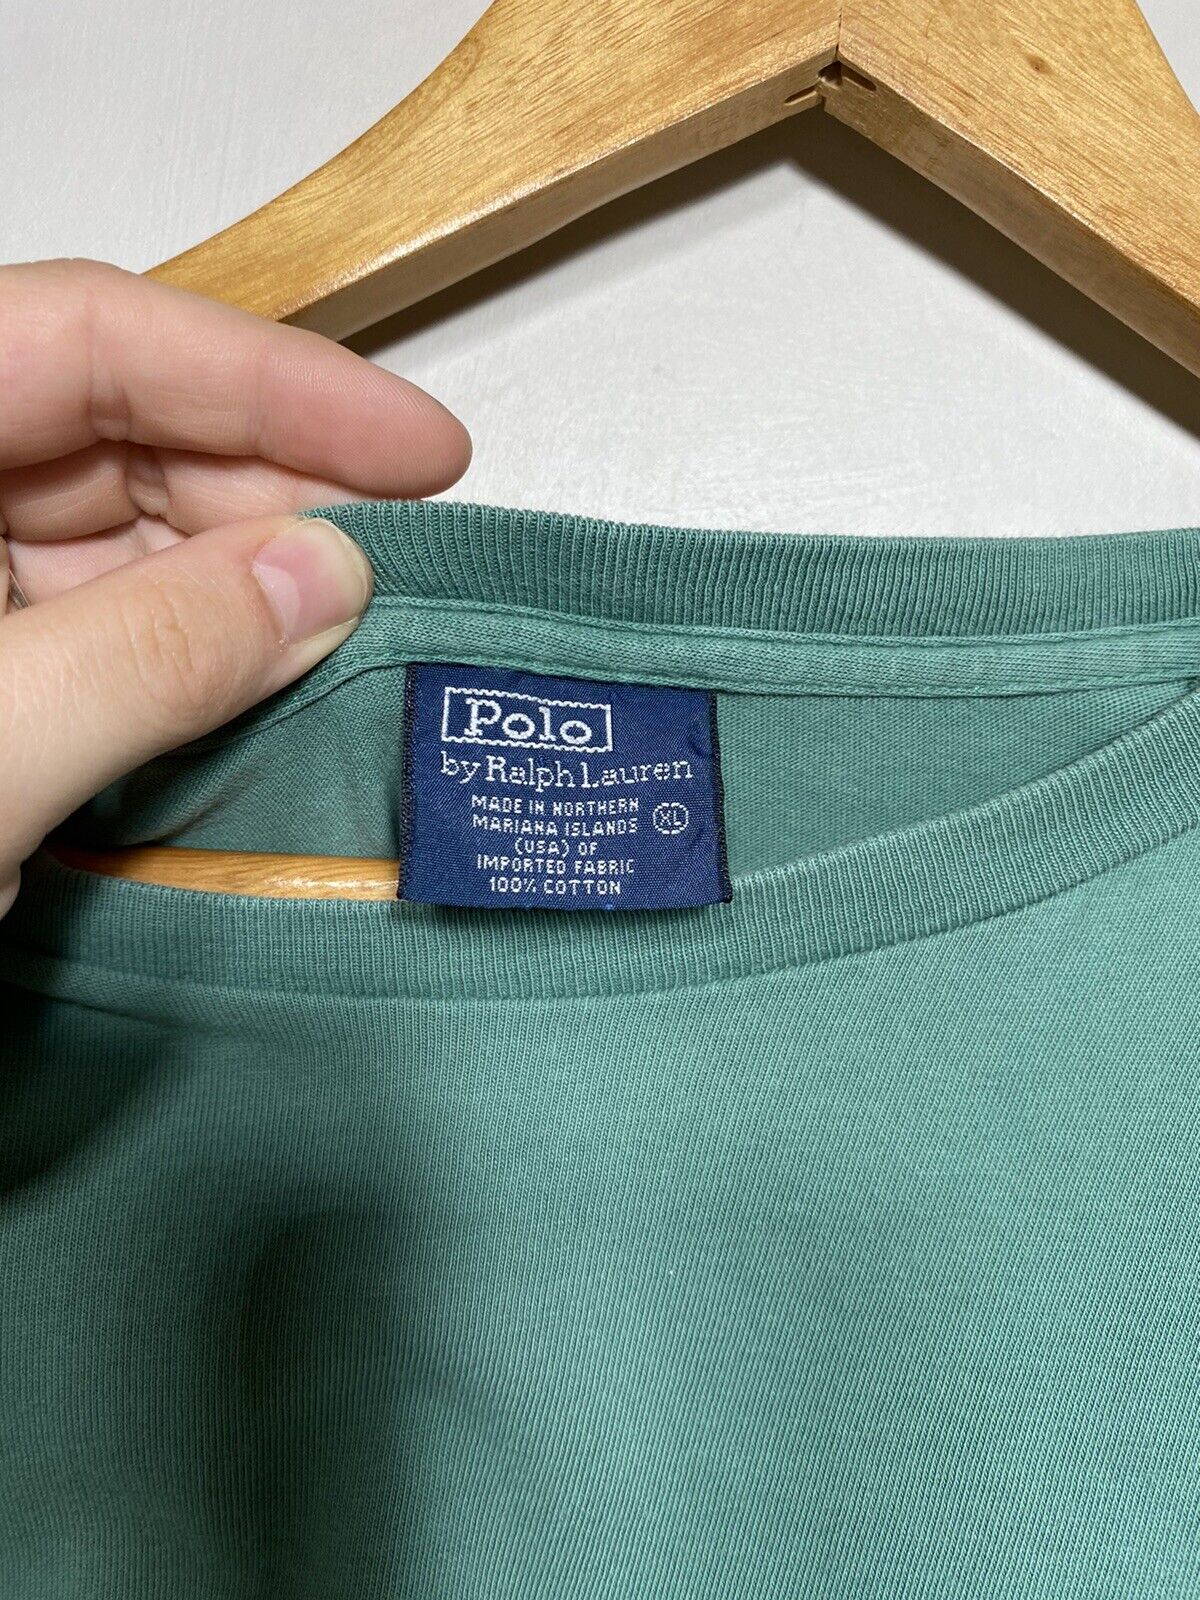 Polo
by Ralph Lauren
MADE IN NORTHERN
MARIANA ISLANDS
(USA) OF
IMPORTED FABRIC
100% COTTON
XL